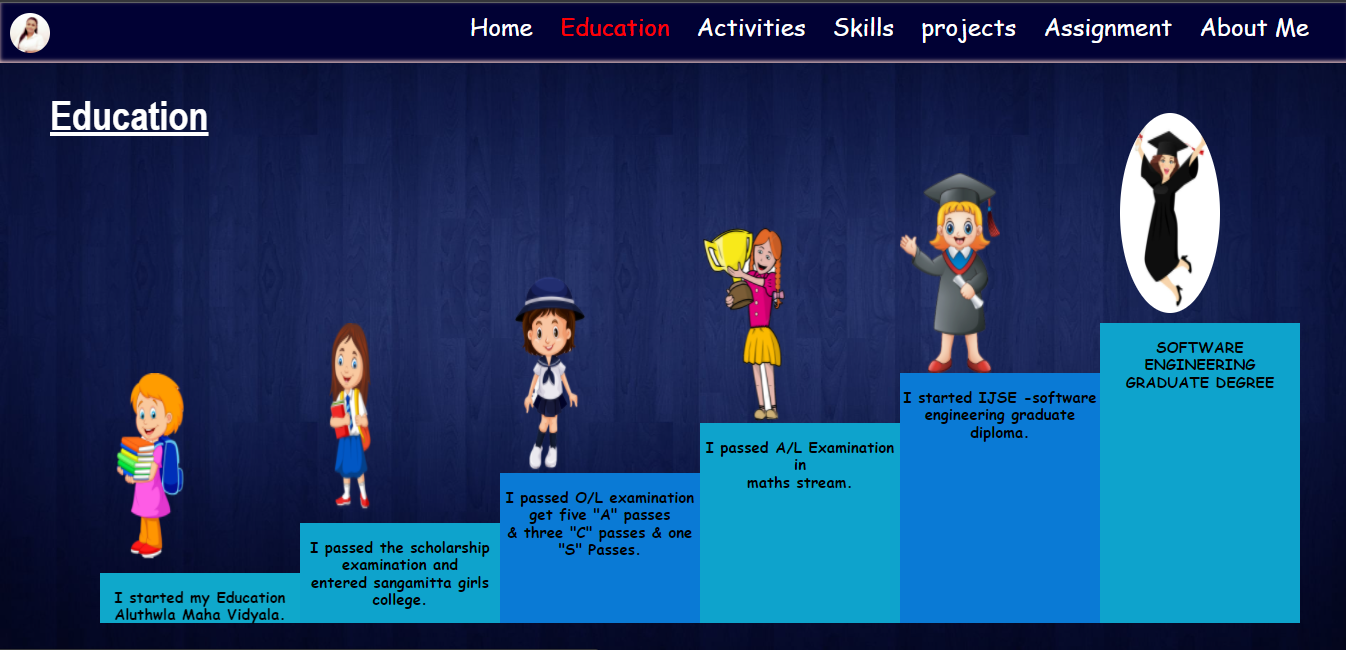 Home Education Activities Skills projects Assignment About Me
Education
I started my Education
Aluthwla Maha Vidyala.
I passed the scholarship
examination and
entered sangamitta girls
college.
I passed O/L examination
get five "A" passes
& three "C" passes & one
"S" Passes.
I passed A/L Examination
in
maths stream.
I started IJSE -software
engineering graduate
diploma.
SOFTWARE
ENGINEERING
GRADUATE DEGREE